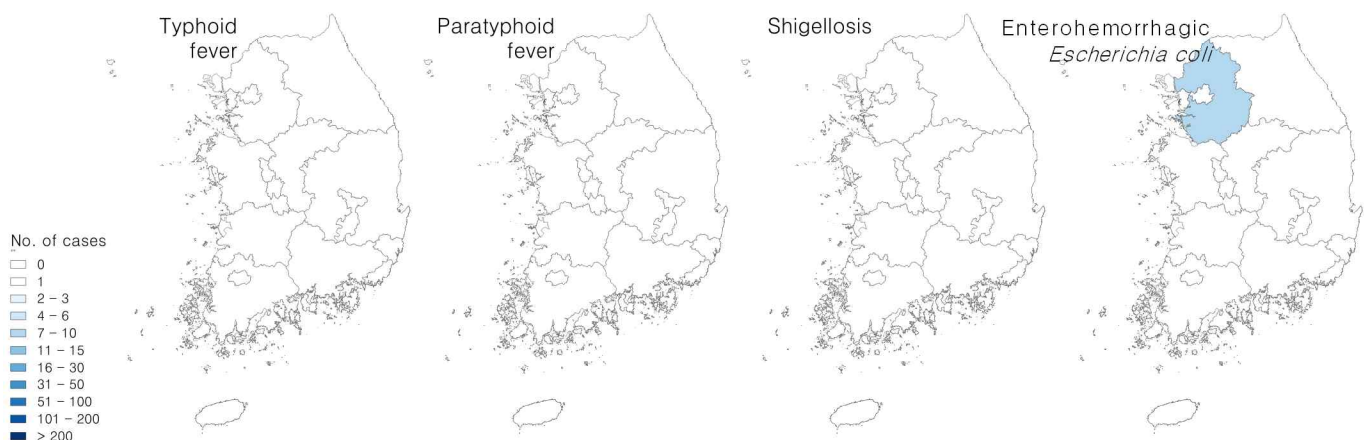 Typhoid
fever
Paratyphoid
fever
Shigellosis
Enterohemorrhagic
Escherichia coli
No. of cases
0
1
2 – 3
4 – 6
7 – 10
11 – 15
16 – 30
31 – 50
51 – 100
101 – 200
> 200